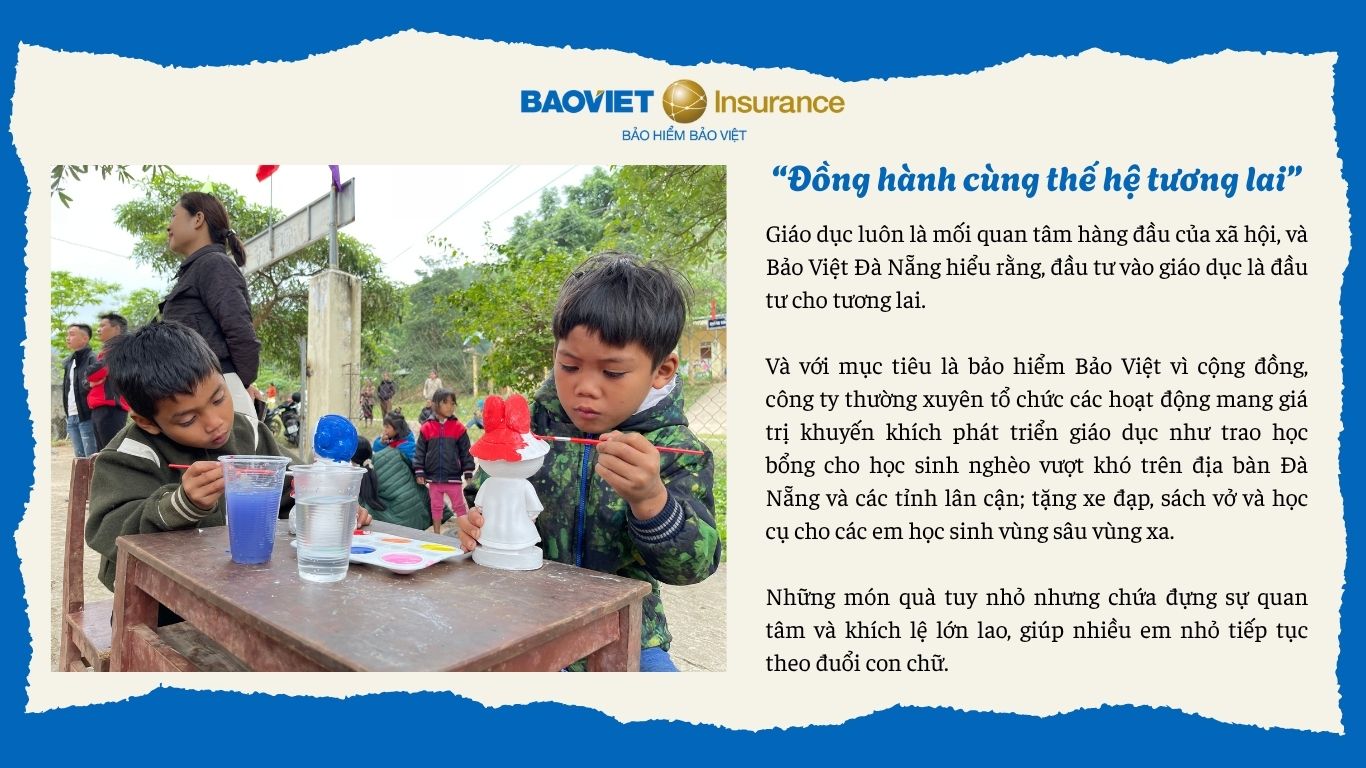 BAOVIET Insurance
BẢO HIỂM BẢO VIỆT
“Đồng hành cùng thế hệ tương lai”
Giáo dục luôn là mối quan tâm hàng đầu của xã hội, và
Bảo Việt Đà Nẵng hiểu rằng, đầu tư vào giáo dục là đầu
tư cho tương lai.
Và với mục tiêu là bảo hiểm Bảo Việt vì cộng đồng,
công ty thường xuyên tổ chức các hoạt động mang giá
trị khuyến khích phát triển giáo dục như trao học
bổng cho học sinh nghèo vượt khó trên địa bàn Đà
Nẵng và các tỉnh lân cận; tặng xe đạp, sách vở và học
cụ cho các em học sinh vùng sâu vùng xa.
Những món quà tuy nhỏ nhưng chứa đựng sự quan
tâm và khích lệ lớn lao, giúp nhiều em nhỏ tiếp tục
theo đuổi con chữ.